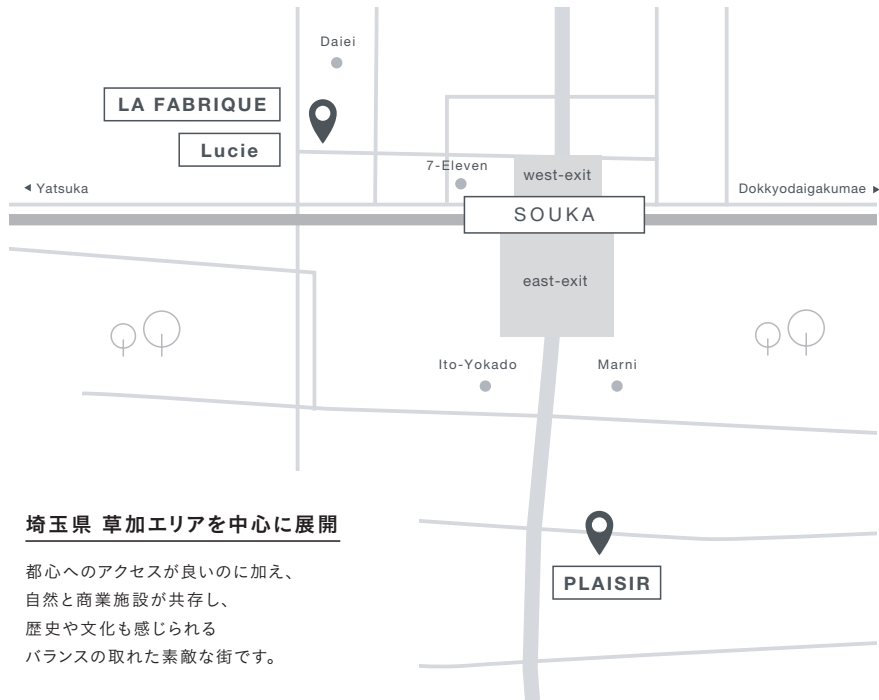 Daiei
LA FABRIQUE
Lucie
7-Eleven
west-exit
Yatsuka
Dokkyodaigakumae
SOUKA
east-exit
Ito-Yokado
Marni
埼玉県 草加エリアを中心に展開
都心へのアクセスが良いのに加え、
自然と商業施設が共存し、
歴史や文化も感じられる
バランスの取れた素敵な街です。
PLAISIR